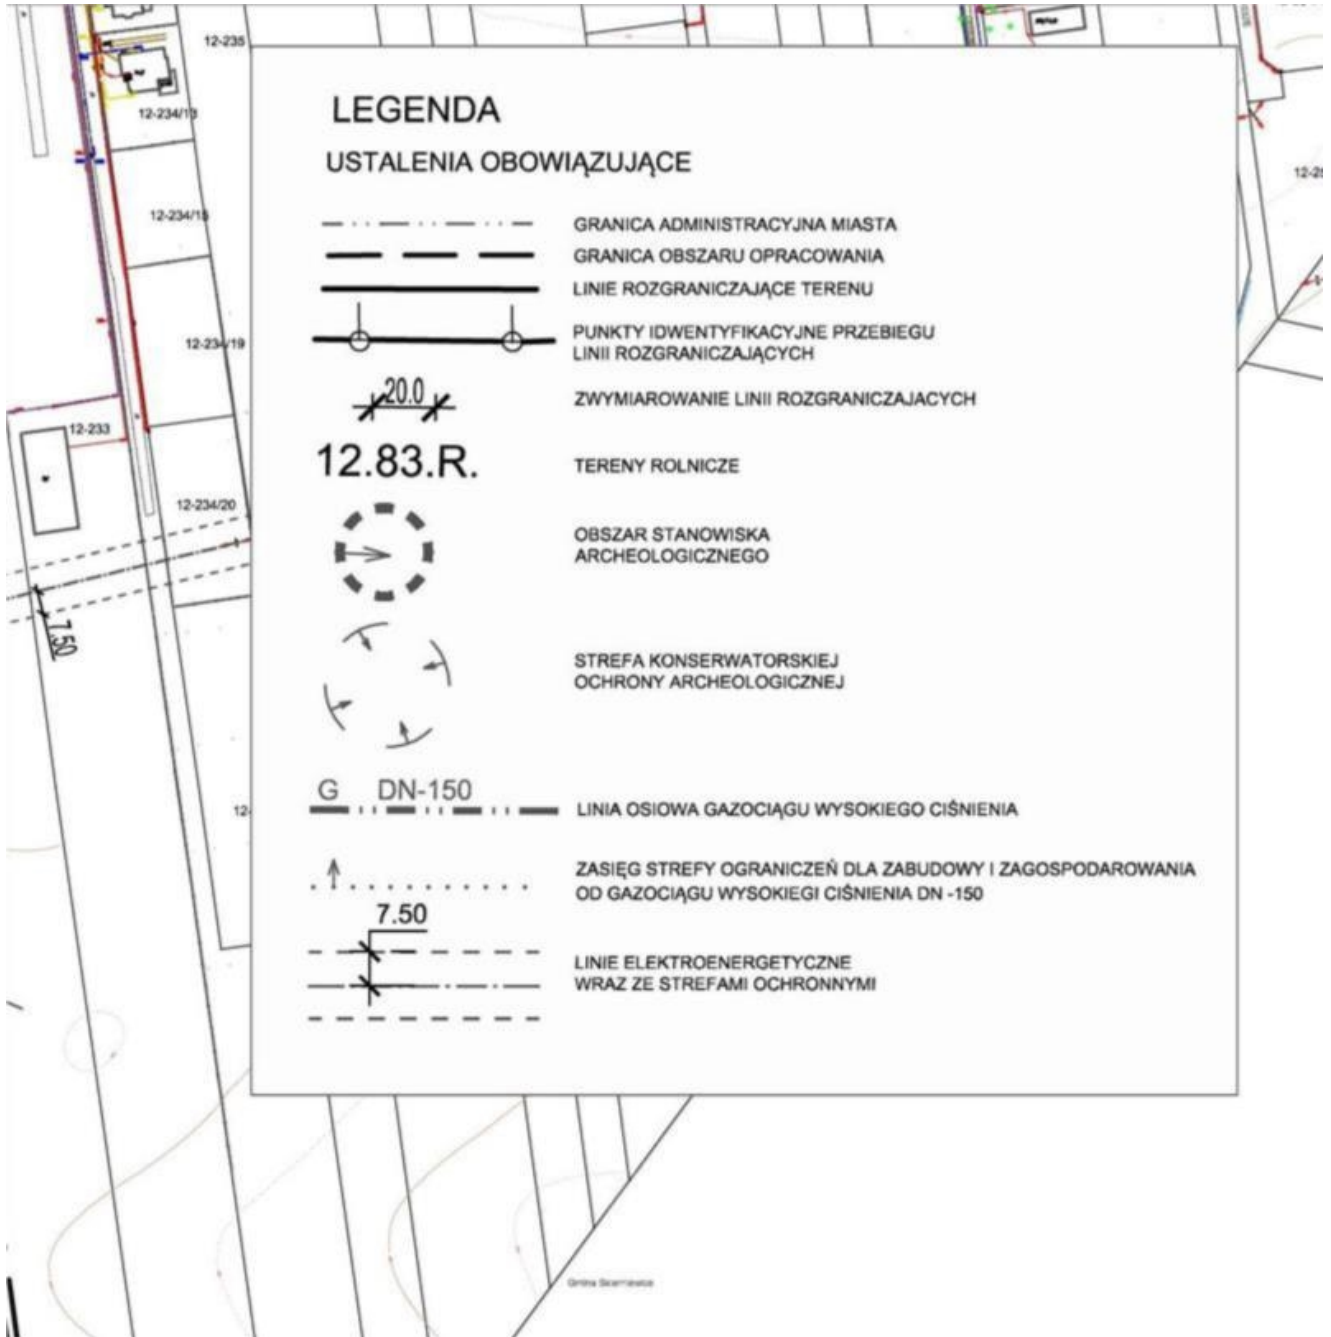 12-235
12-234/13
12-234/15
12-234/19
12-233
12-234/20
7.50
LEGENDA
USTALENIA OBOWIĄZUJĄCE
GRANICA ADMINISTRACYJNA MIASTA
GRANICA OBSZARU OPRACOWANIA
LINIE ROZGRANICZAJĄCE TERENU
PUNKTY IDWENTYFIKACYJNE PRZEBIEGU
LINII ROZGRANICZAJĄCYCH
20.0
ZWYMIAROWANIE LINII ROZGRANICZAJACYCH
12.83.R.
TERENY ROLNICZE
OBSZAR STANOWISKA
ARCHEOLOGICZNEGO
STREFA KONSERWATORSKIEJ
OCHRONY ARCHEOLOGICZNEJ
G DN-150
LINIA OSIOWA GAZOCIĄGU WYSOKIEGO CIŚNIENIA
ZASIĘG STREFY OGRANICZEŃ DLA ZABUDOWY I ZAGOSPODAROWANIA
OD GAZOCIĄGU WYSOKIEGI CIŚNIENIA DN -150
7.50
LINIE ELEKTROENERGETYCZNE
WRAZ ZE STREFAMI OCHRONNYMI
Gmina Skierniewice